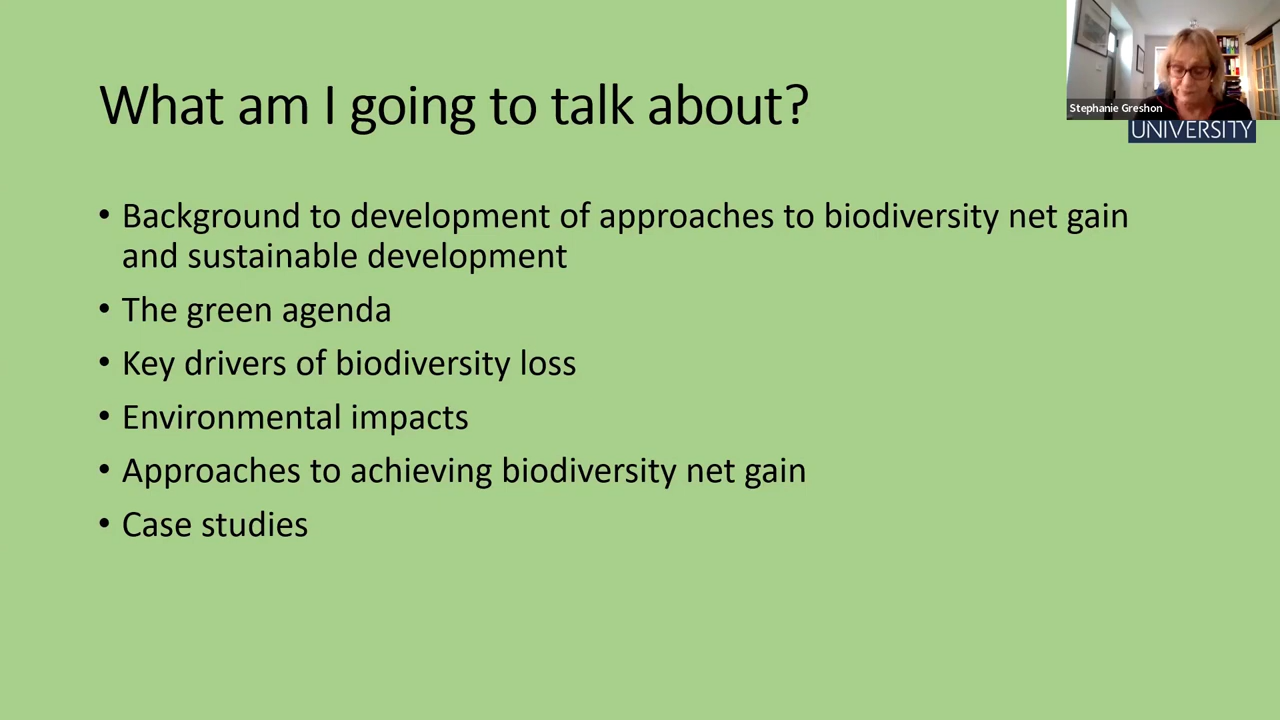 What am I going to talk about?
Stephanie Greshon
UNIVERSITY
• Background to development of approaches to biodiversity net gain
and sustainable development
• The green agenda
• Key drivers of biodiversity loss
• Environmental impacts
• Approaches to achieving biodiversity net gain
• Case studies